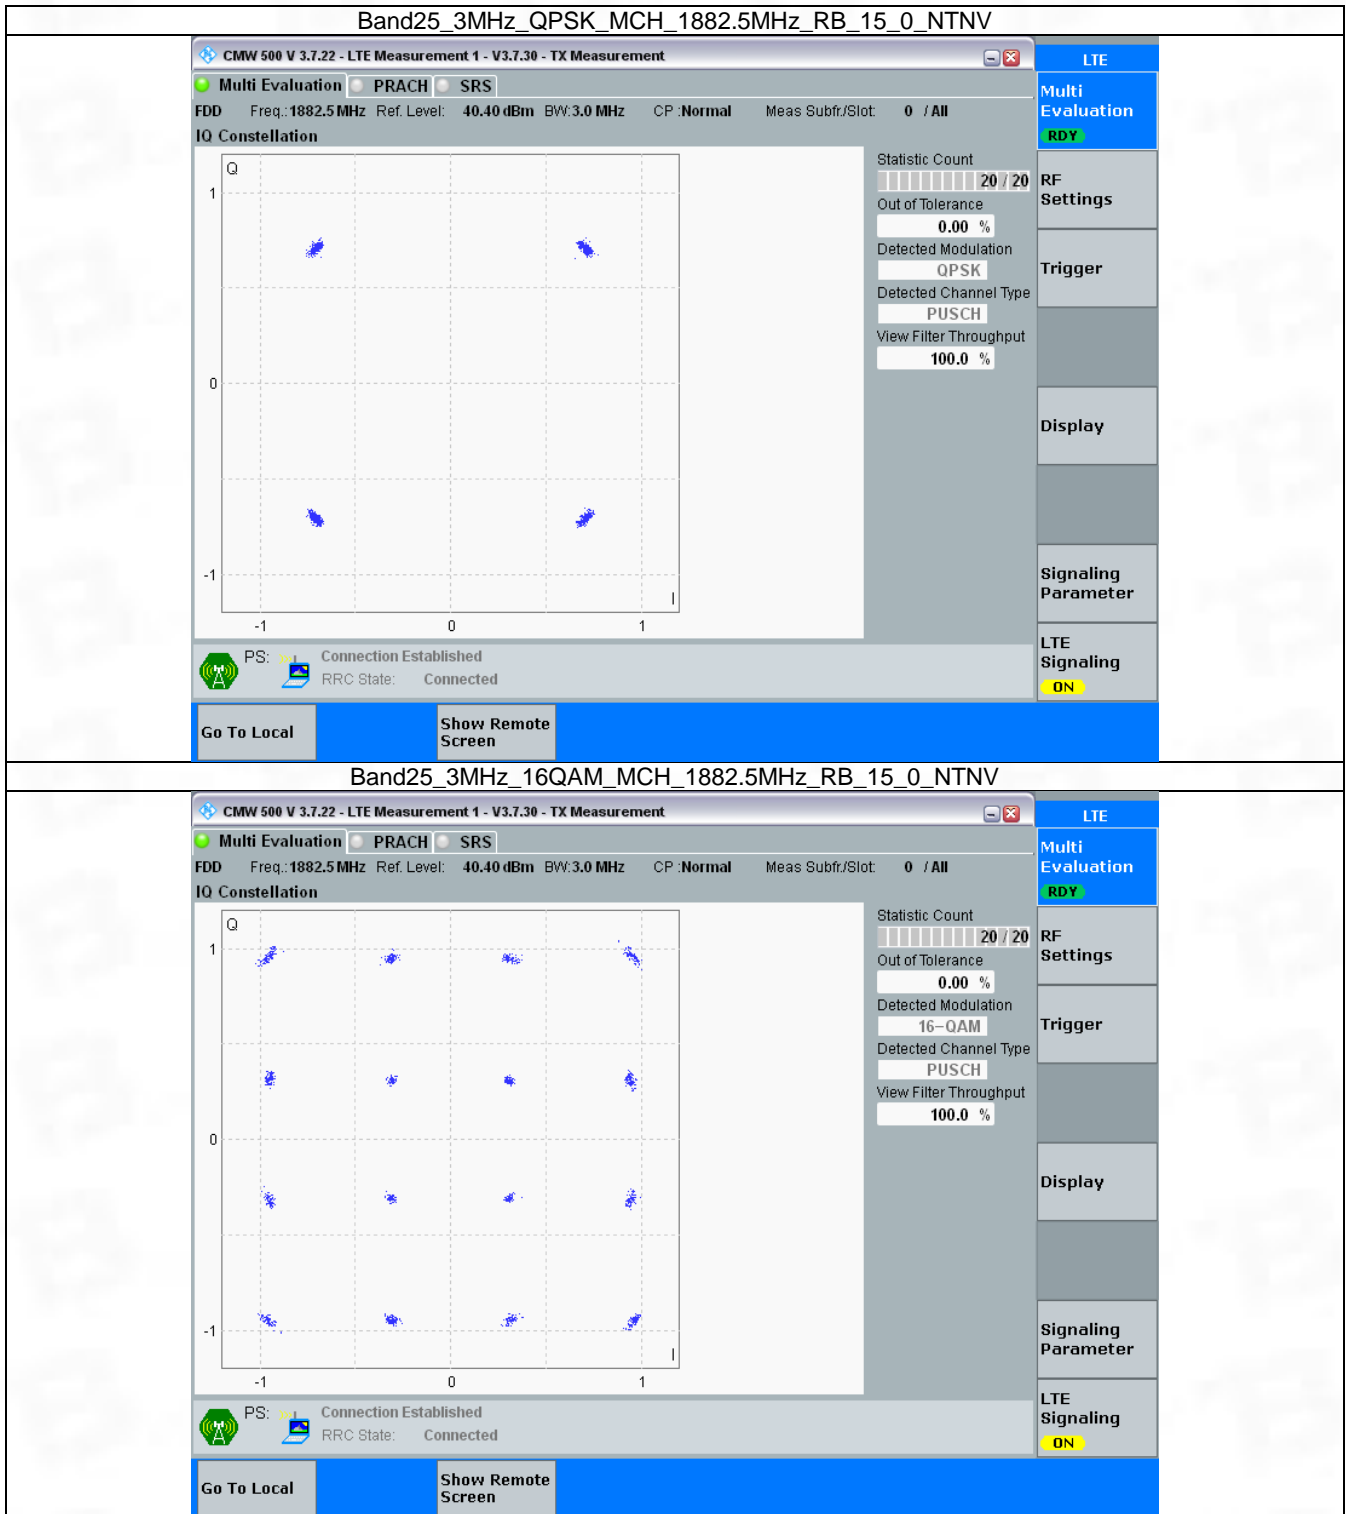 Band25_3MHz_QPSK_MCH_1882.5MHz_RB_15_0_NTNV
CMW 500 V 3.7.22 - LTE Measurement 1 - V3.7.30 - TX Measurement
LTE
Multi Evaluation PRACH SRS
Multi
Evaluation
RDY
FDD Freq.: 1882.5 MHz Ref. Level: 40.40 dBm BW: 3.0 MHz CP : Normal Meas Subfr./Slot: 0 / All
IQ Constellation
Q
1
0
-1
I
-1 0 1
Statistic Count
20 / 20
Out of Tolerance
0.00 %
Detected Modulation
QPSK
Detected Channel Type
PUSCH
View Filter Throughput
100.0 %
RF
Settings
Trigger
Display
Signaling
Parameter
LTE
Signaling
ON
PS: Connection Established
RRC State: Connected
Go To Local
Show Remote
Screen
Band25_3MHz_16QAM_MCH_1882.5MHz_RB_15_0_NTNV
CMW 500 V 3.7.22 - LTE Measurement 1 - V3.7.30 - TX Measurement
LTE
Multi Evaluation PRACH SRS
Multi
Evaluation
RDY
FDD Freq.: 1882.5 MHz Ref. Level: 40.40 dBm BW: 3.0 MHz CP : Normal Meas Subfr./Slot: 0 / All
IQ Constellation
Q
1
0
-1
I
-1 0 1
Statistic Count
20 / 20
Out of Tolerance
0.00 %
Detected Modulation
16-QAM
Detected Channel Type
PUSCH
View Filter Throughput
100.0 %
RF
Settings
Trigger
Display
Signaling
Parameter
LTE
Signaling
ON
PS: Connection Established
RRC State: Connected
Go To Local
Show Remote
Screen